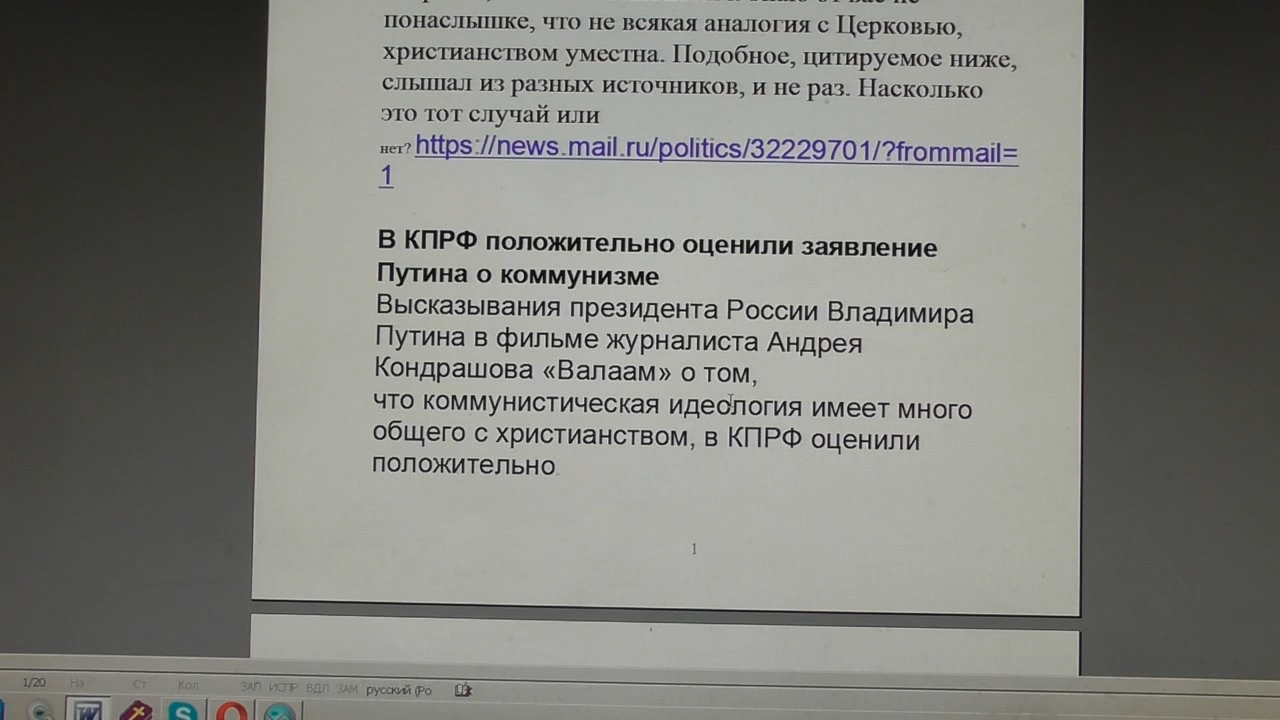 понаслышке, что не всякая аналогия с Церковью,
христианством уместна. Подобное, цитируемое ниже,
слышал из разных источников, и не раз. Насколько
это тот случай или
нет? https://news.mail.ru/politics/32229701/?frommail=
1
В КПРФ положительно оценили заявление
Путина о коммунизме
Высказывания президента России Владимира
Путина в фильме журналиста Андрея
Кондрашова «Валаам» о том,
что коммунистическая идеология имеет много
общего с христианством, в КПРФ оценили
положительно
1
1/20 На Ст Кол ЗАП ИСПР ВДЛ ЗАМ русский (Ро